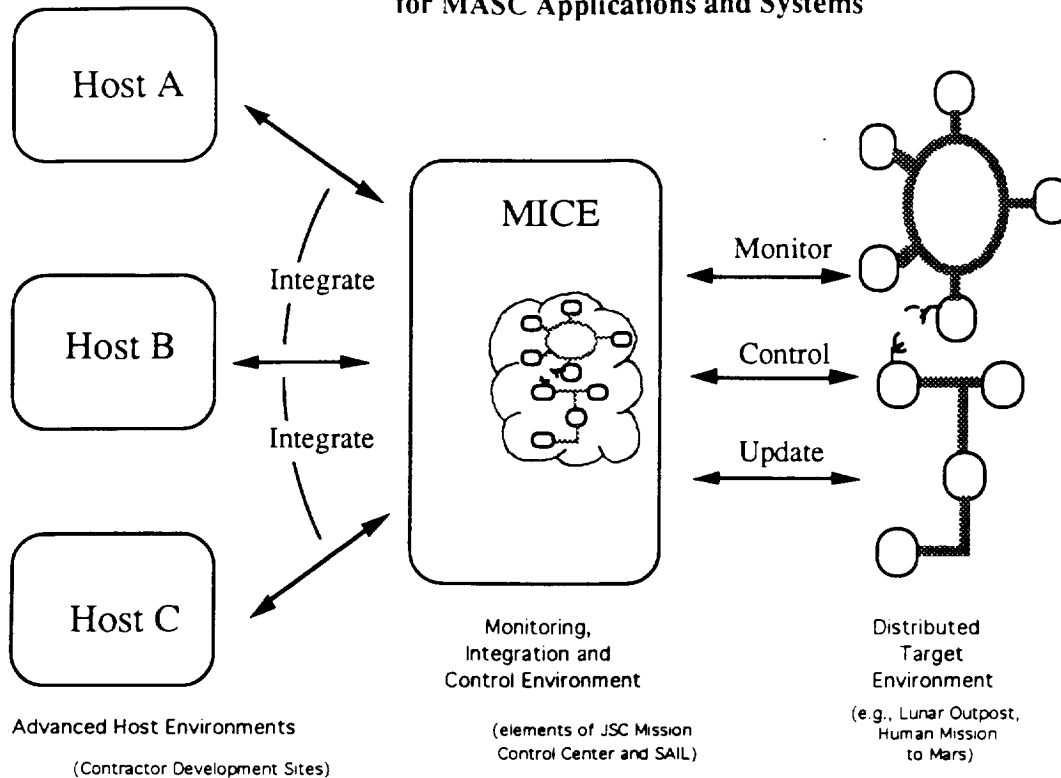 for MASC Applications and Systems
Host A
Host B
Host C
Integrate
Integrate
MICE
Monitor
Control
Update
Advanced Host Environments
(Contractor Development Sites)
Monitoring,
Integration and
Control Environment
(elements of JSC Mission
Control Center and SAIL)
Distributed
Target
Environment
(e.g., Lunar Outpost,
Human Mission
to Mars)